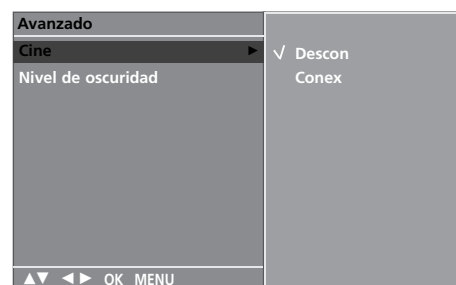 Avanzado
Cine ►
√ Descon
Nivel de oscuridad
Conex
▲▼ ◄► OK MENU